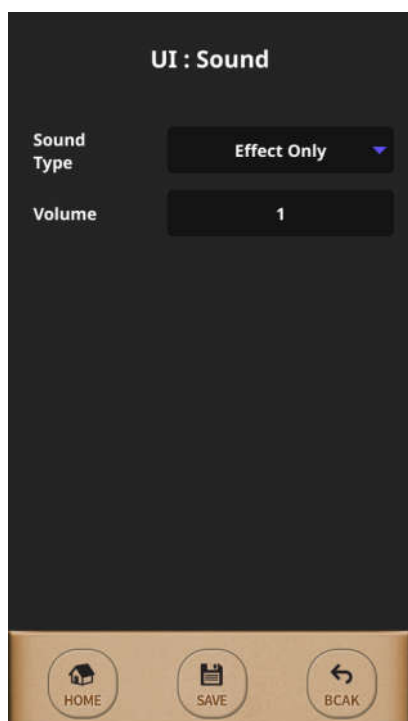 UI : Sound
Sound
Type
Effect Only
Volume
1
HOME
SAVE
BCAK